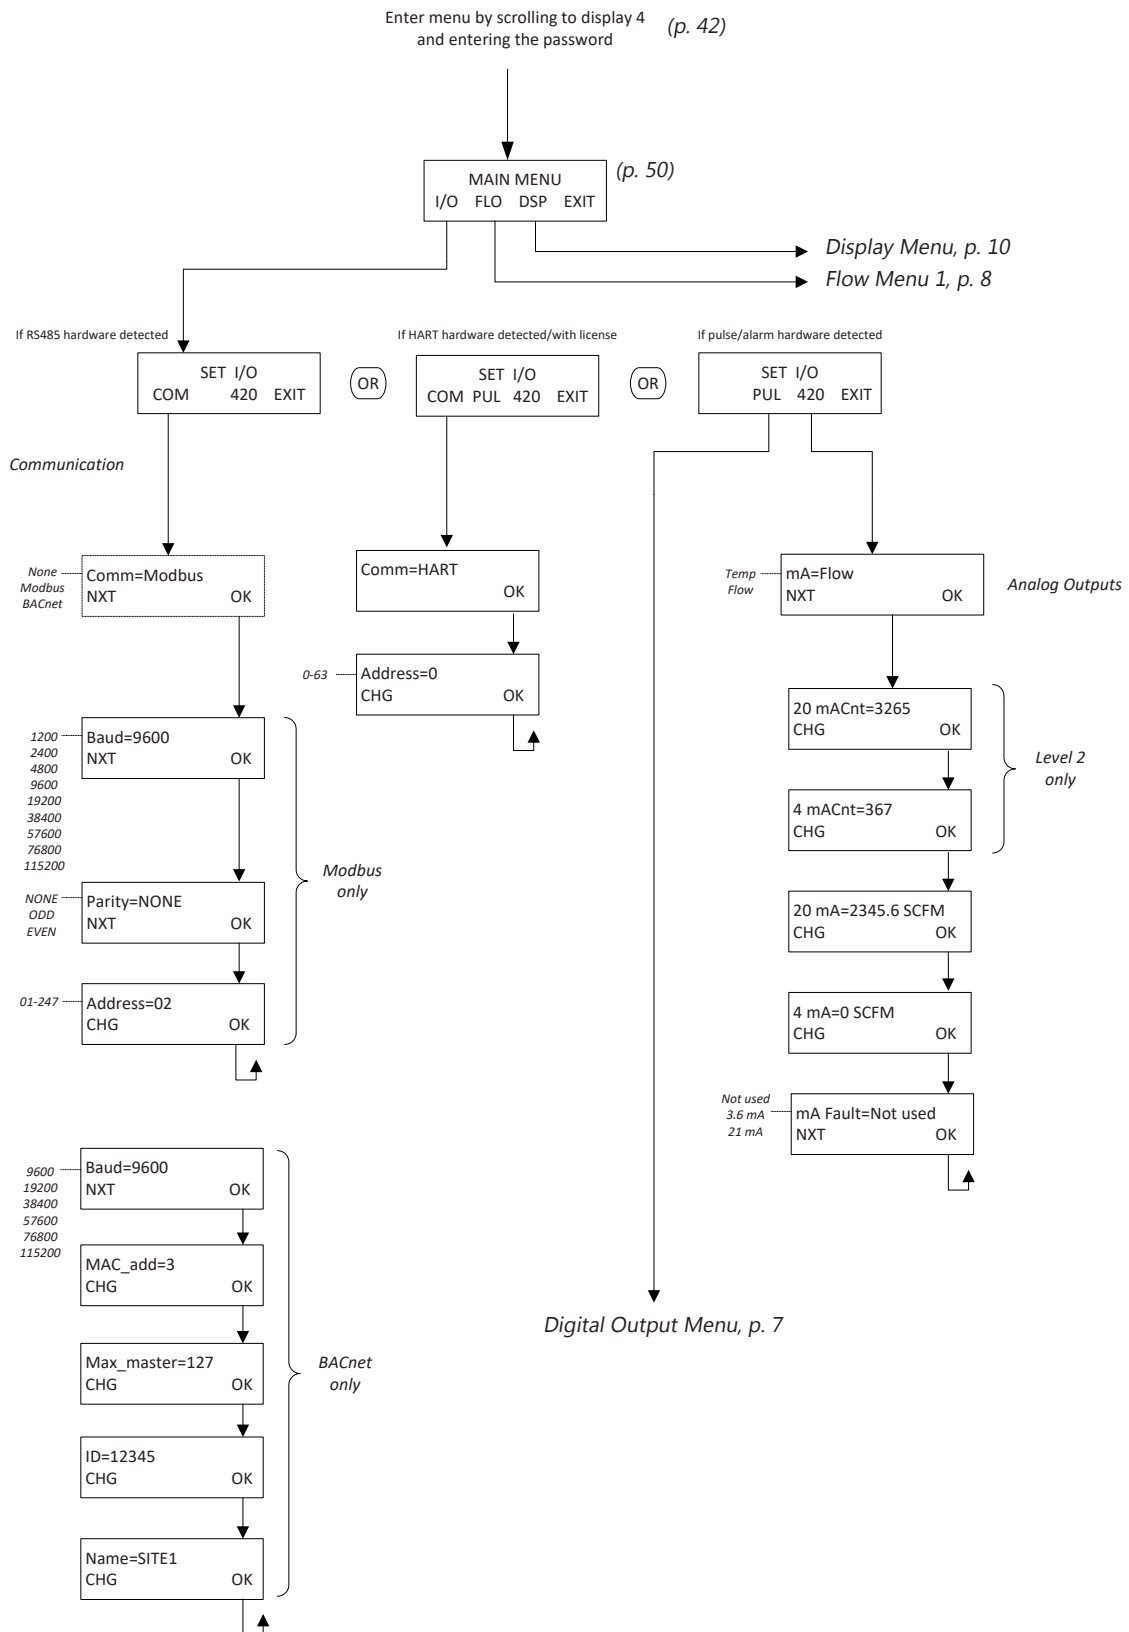 Enter menu by scrolling to display 4
and entering the password
(p. 42)
MAIN MENU
I/O FLO DSP EXIT
(p. 50)
Display Menu, p. 10
Flow Menu 1, p. 8
If RS485 hardware detected
SET I/O
COM 420 EXIT
OR
If HART hardware detected/with license
SET I/O
COM PUL 420 EXIT
OR
If pulse/alarm hardware detected
SET I/O
PUL 420 EXIT
Communication
None
Modbus
BACnet
Comm=Modbus
NXT OK
1200
2400
4800
9600
19200
38400
57600
76800
115200
Baud=9600
NXT OK
NONE
ODD
EVEN
Parity=NONE
NXT OK
01-247
Address=02
CHG OK
Modbus
only
9600
19200
38400
57600
76800
115200
Baud=9600
NXT OK
MAC_add=3
CHG OK
Max_master=127
CHG OK
ID=12345
CHG OK
Name=SITE1
CHG OK
BACnet
only
Comm=HART
OK
0-63
Address=0
CHG OK
Temp
Flow
mA=Flow
NXT OK
Analog Outputs
20 mACnt=3265
CHG OK
4 mACnt=367
CHG OK
Level 2
only
20 mA=2345.6 SCFM
CHG OK
4 mA=0 SCFM
CHG OK
Not used
3.6 mA
21 mA
mA Fault=Not used
NXT OK
Digital Output Menu, p. 7